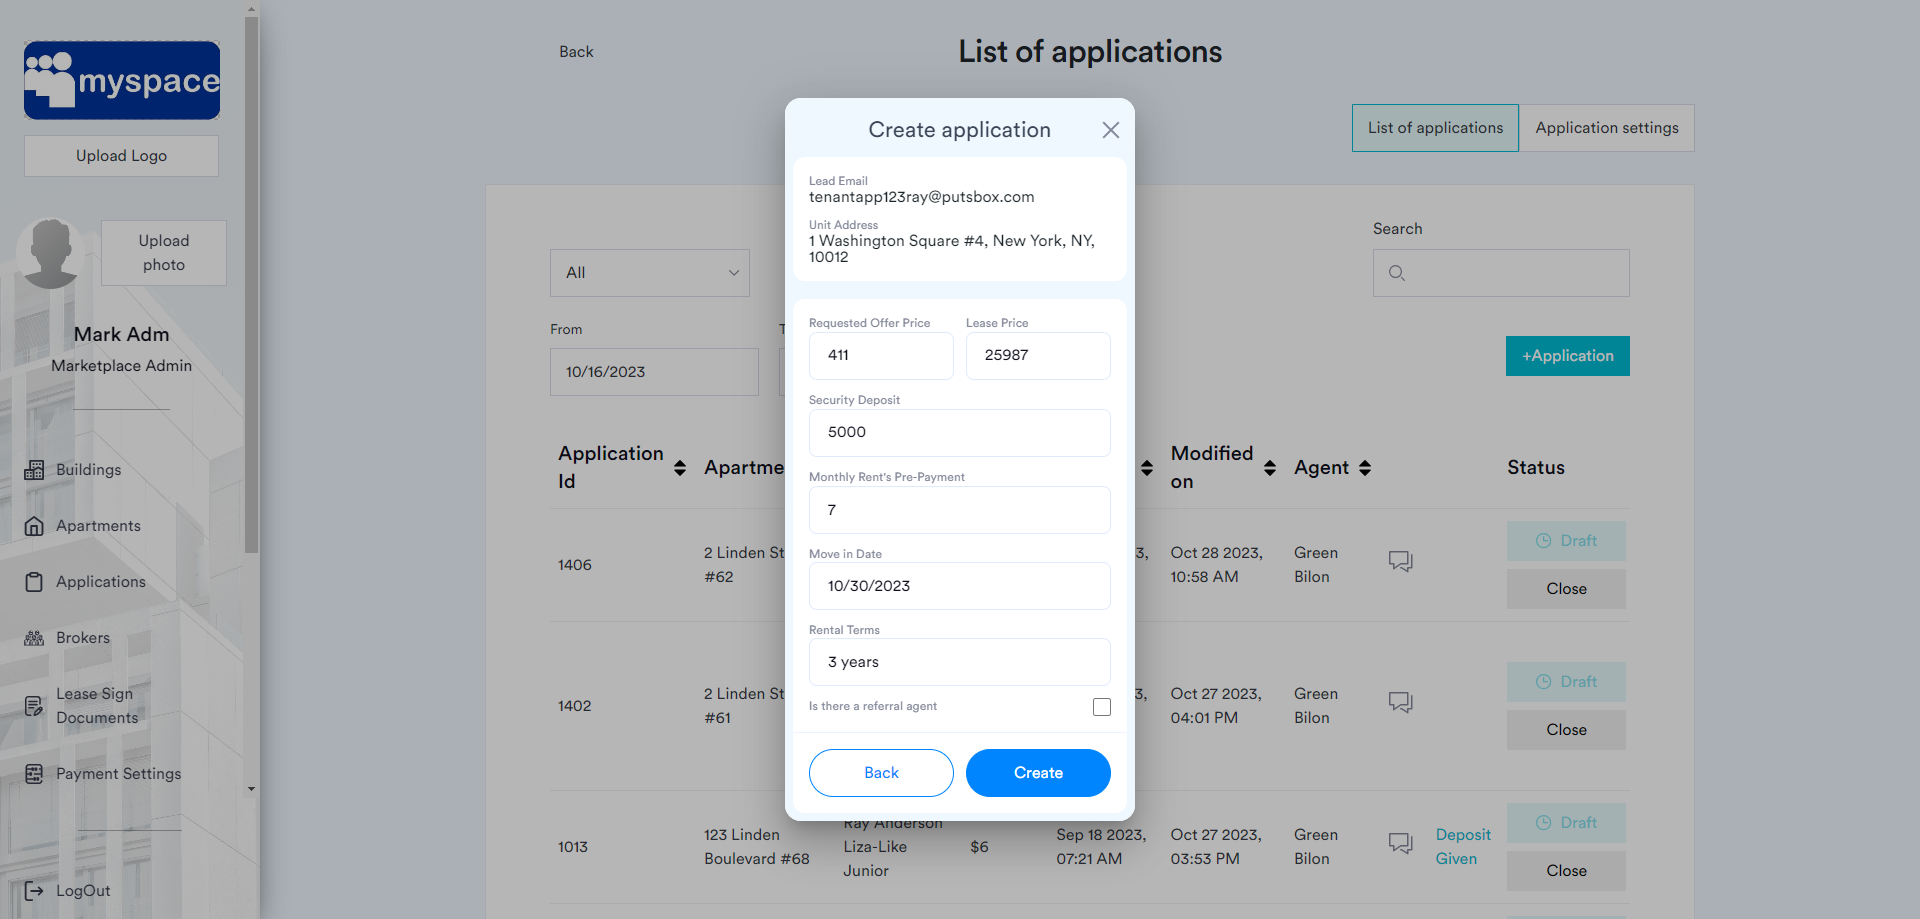 myspace
Upload Logo
Upload
photo
Mark Adm
Marketplace Admin
Buildings
Apartments
Applications
Brokers
Lease Sign
Documents
Payment Settings
LogOut
Back
List of applications
List of applications
Application settings
All
Search
From
10/16/2023
+Application
Application
Id
Apartme
Modified
on
Agent
Status
1406
2 Linden St
#62
3,
Oct 28 2023,
10:58 AM
Green
Bilon
Draft
Close
1402
2 Linden St
#61
3,
Oct 27 2023,
04:01 PM
Green
Bilon
Draft
Close
1013
123 Linden
Boulevard #68
Ray Anderson
Liza-Like
Junior
$6
Sep 18 2023,
07:21 AM
Oct 27 2023,
03:53 PM
Green
Bilon
Deposit
Given
Draft
Close
Create application
Lead Email
tenantapp123ray@putsbox.com
Unit Address
1 Washington Square #4, New York, NY,
10012
Requested Offer Price
Lease Price
411
25987
Security Deposit
5000
Monthly Rent's Pre-Payment
7
Move in Date
10/30/2023
Rental Terms
3 years
Is there a referral agent
Back
Create